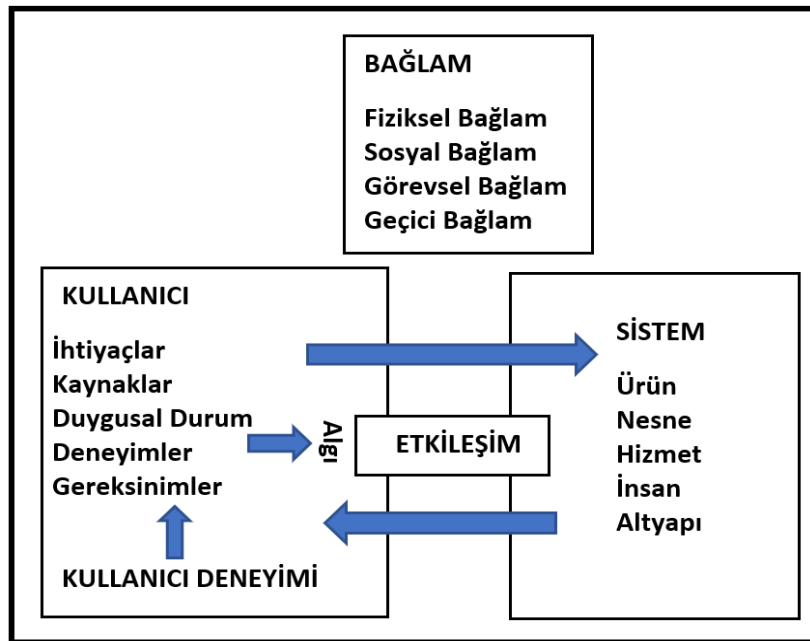 BAĞLAM
Fiziksel Bağlam
Sosyal Bağlam
Görevsel Bağlam
Geçici Bağlam
KULLANICI
İhtiyaçlar
Kaynaklar
Duygusal Durum
Deneyimler
Gereksinimler
KULLANICI DENEYİMİ
Algı
ETKİLEŞİM
SİSTEM
Ürün
Nesne
Hizmet
İnsan
Altyapı